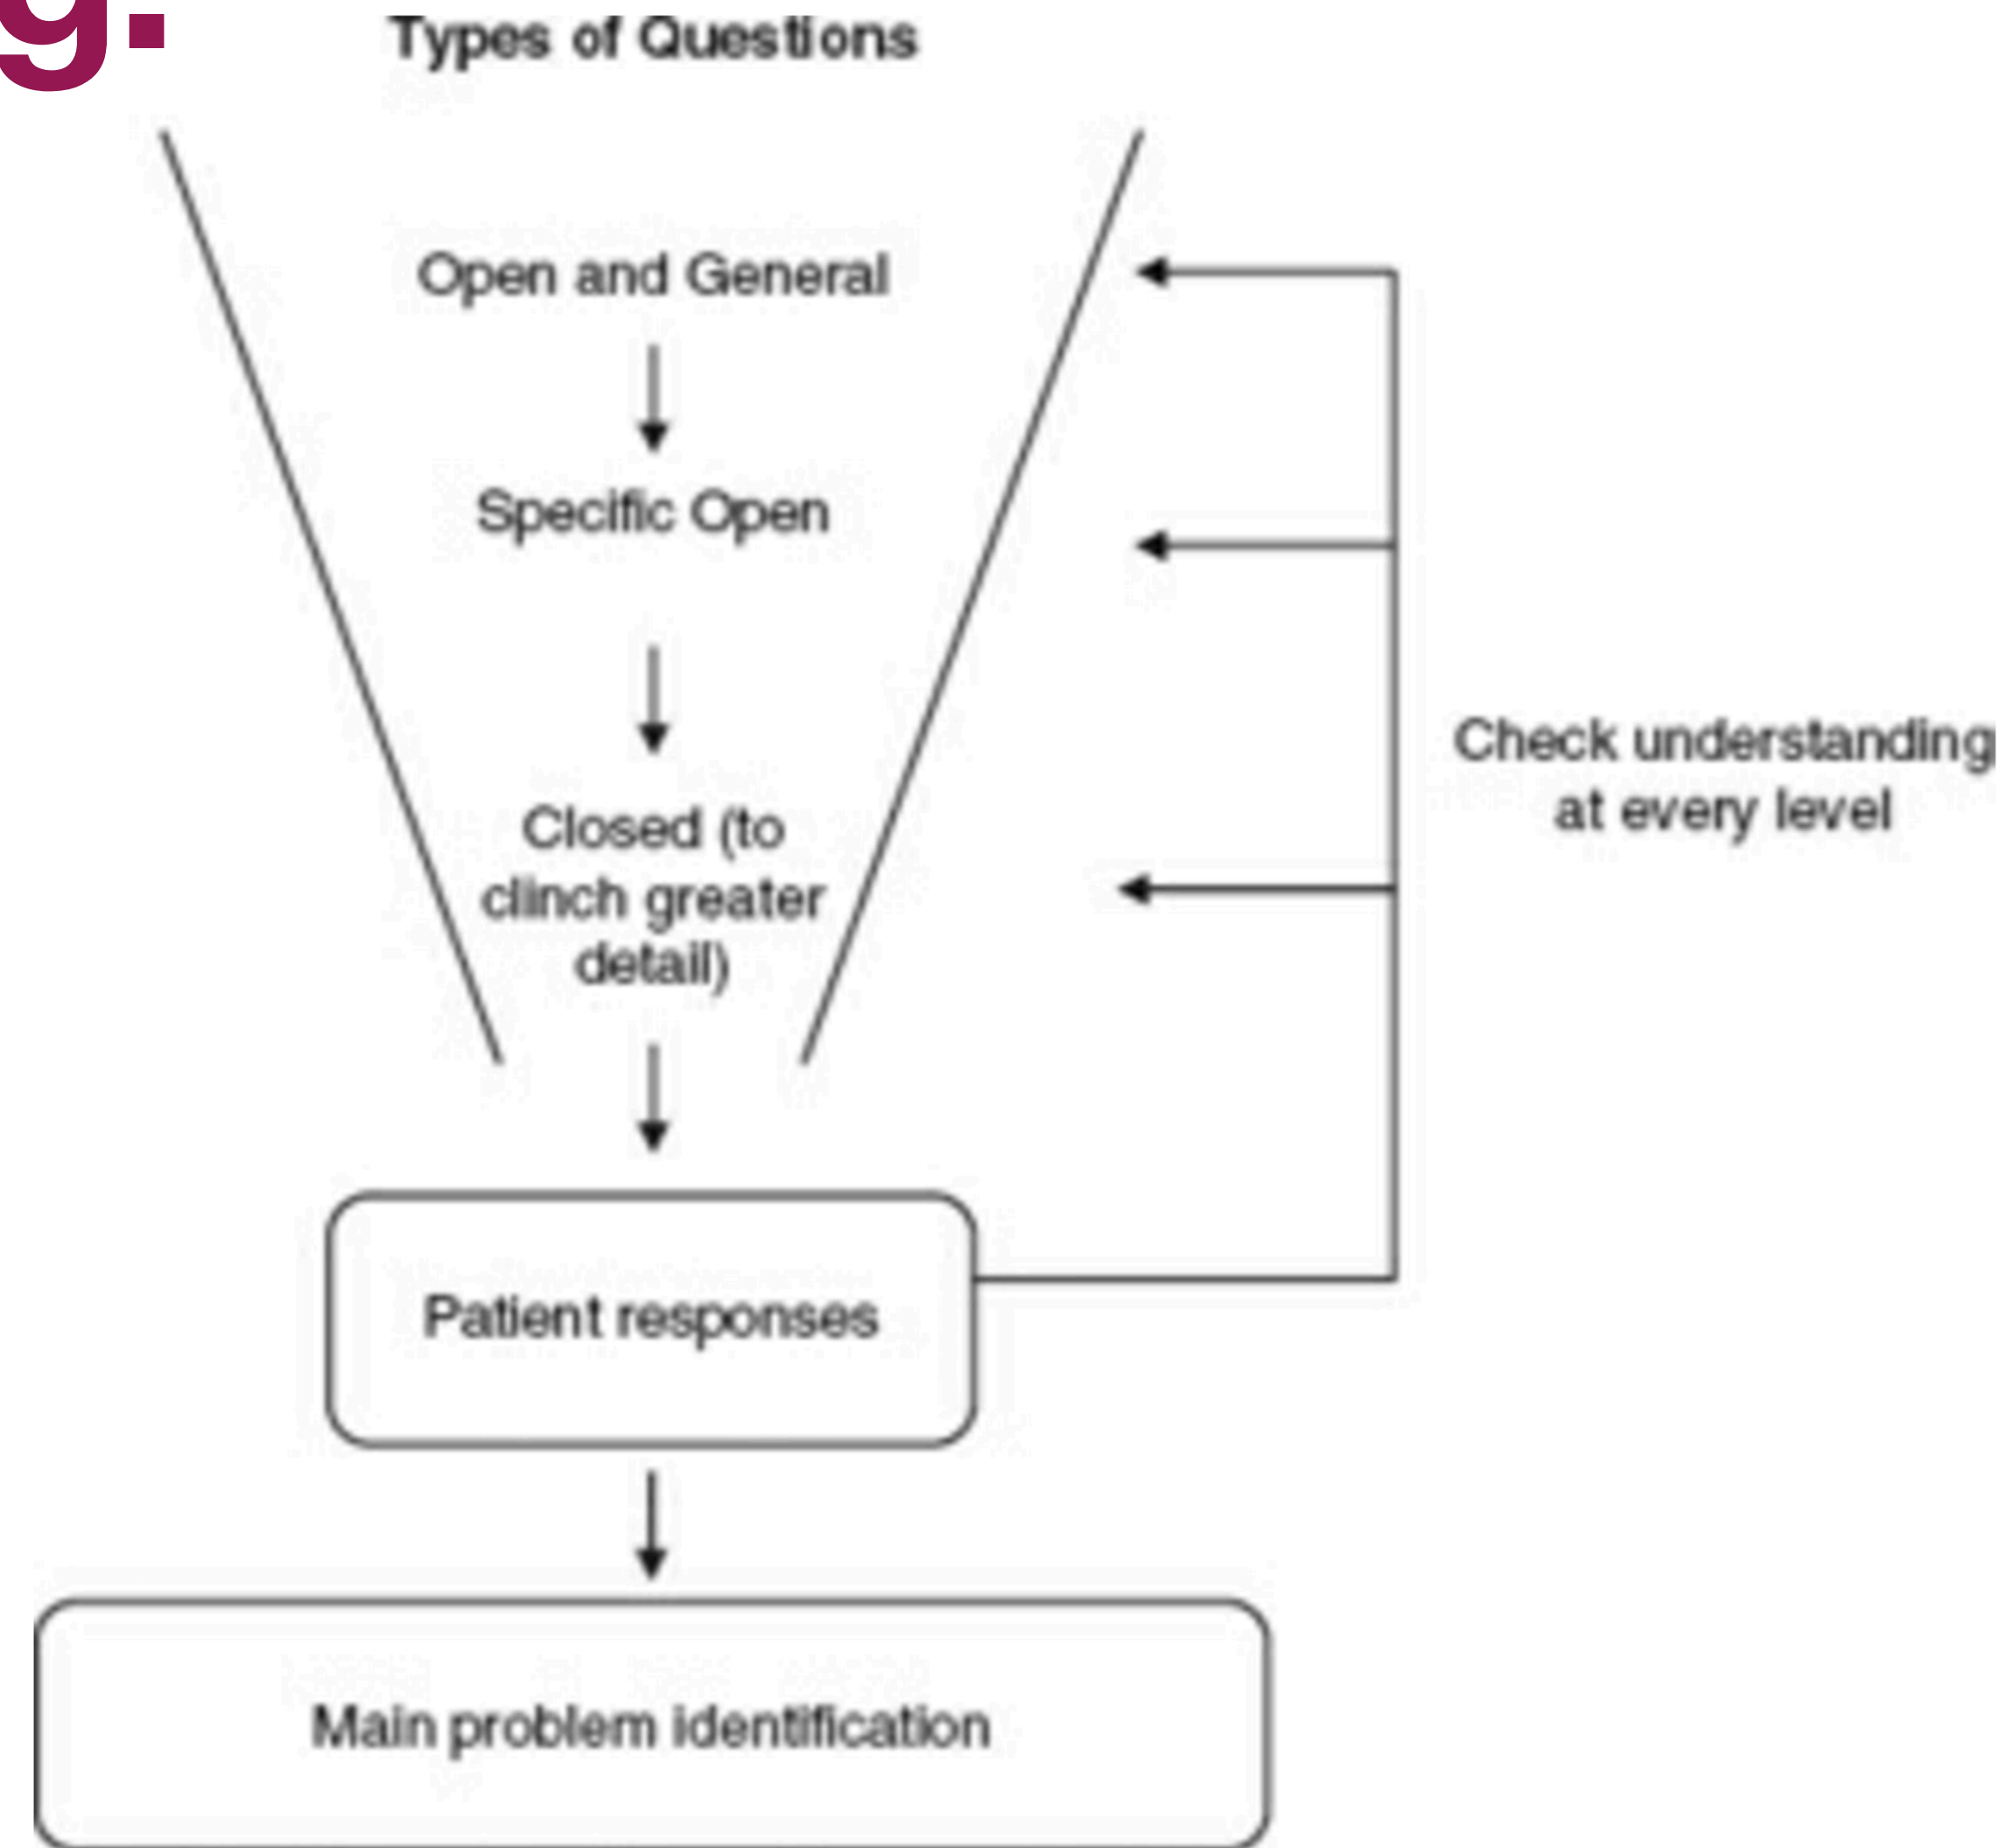 g.
Types of Questions
Open and General
Specific Open
Closed (to
clinch greater
detail)
Check understanding
at every level
Patient responses
Main problem identification